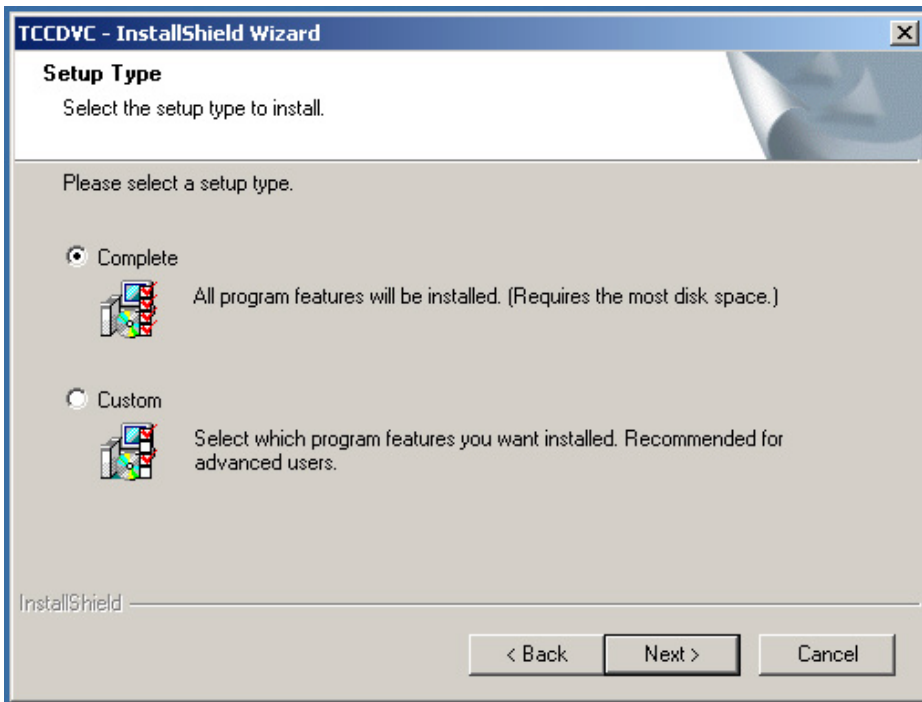 TCCDVC - InstallShield Wizard
Setup Type
Select the setup type to install.
Please select a setup type.
Complete
All program features will be installed. (Requires the most disk space.)
Custom
Select which program features you want installed. Recommended for
advanced users.
InstallShield
< Back Next > Cancel